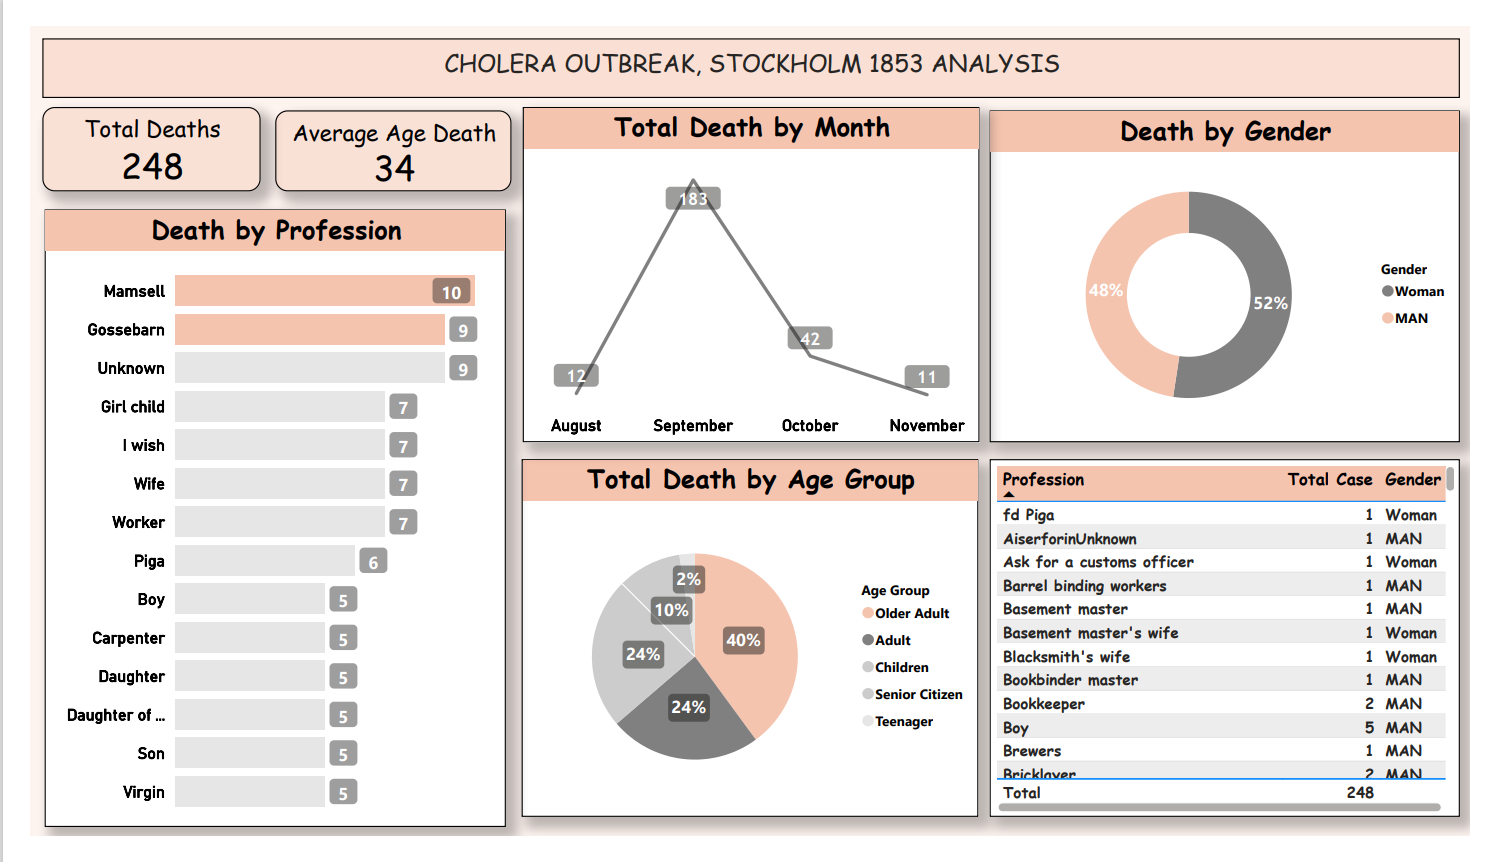 CHOLERA OUTBREAK, STOCKHOLM 1853 ANALYSIS
Total Deaths
248
Average Age Death
34
Death by Profession
Mamsell 10
Gossebarn 9
Unknown 9
Girl child 7
I wish 7
Wife 7
Worker 7
Piga 6
Boy 5
Carpenter 5
Daughter 5
Daughter of ... 5
Son 5
Virgin 5
Total Death by Month
183
42
12
11
August September October November
Death by Gender
48%
52%
Gender
Woman
MAN
Total Death by Age Group
2%
10%
40%
24%
24%
Age Group
Older Adult
Adult
Children
Senior Citizen
Teenager
Profession Total Case Gender
fd Piga 1 Woman
AiserforinUnknown 1 MAN
Ask for a customs officer 1 Woman
Barrel binding workers 1 MAN
Basement master 1 MAN
Basement master's wife 1 Woman
Blacksmith's wife 1 Woman
Bookbinder master 1 MAN
Bookkeeper 2 MAN
Boy 5 MAN
Brewers 1 MAN
Bricklayer 2 MAN
Total 248